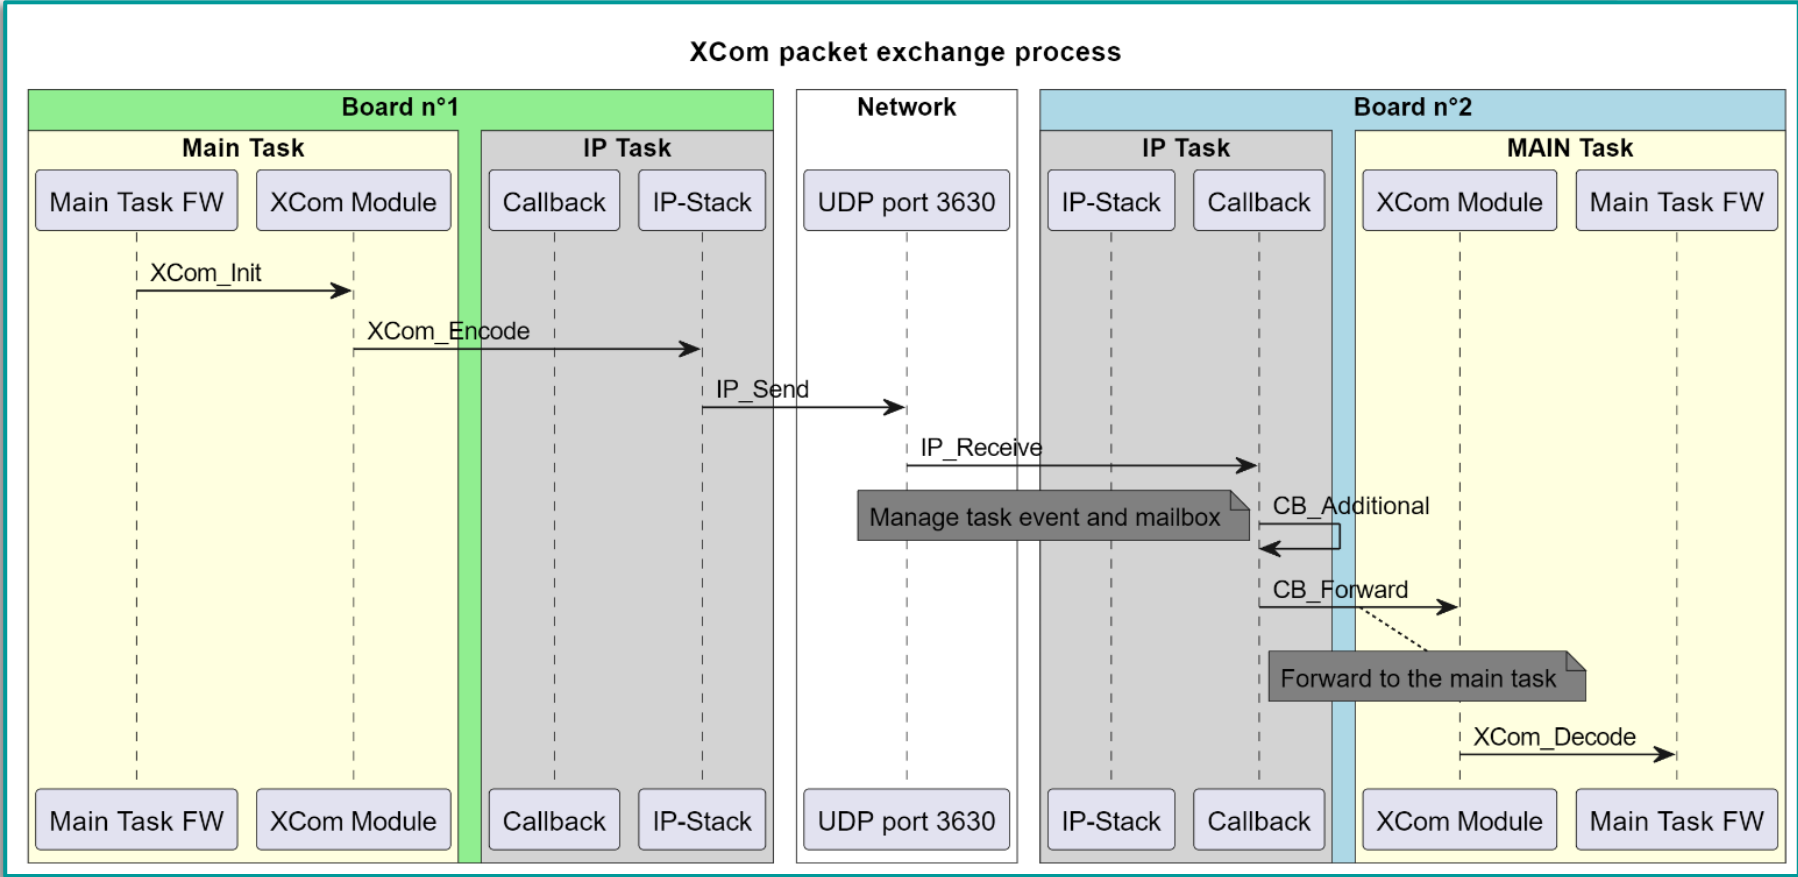 XCom packet exchange process
Board n°1
Network
Board n°2
Main Task
IP Task
IP Task
MAIN Task
Main Task FW
XCom Module
Callback
IP-Stack
UDP port 3630
IP-Stack
Callback
XCom Module
Main Task FW
XCom_Init
XCom_Encode
IP_Send
IP_Receive
Manage task event and mailbox
CB_Additional
CB_Forward
Forward to the main task
XCom_Decode
Main Task FW
XCom Module
Callback
IP-Stack
UDP port 3630
IP-Stack
Callback
XCom Module
Main Task FW